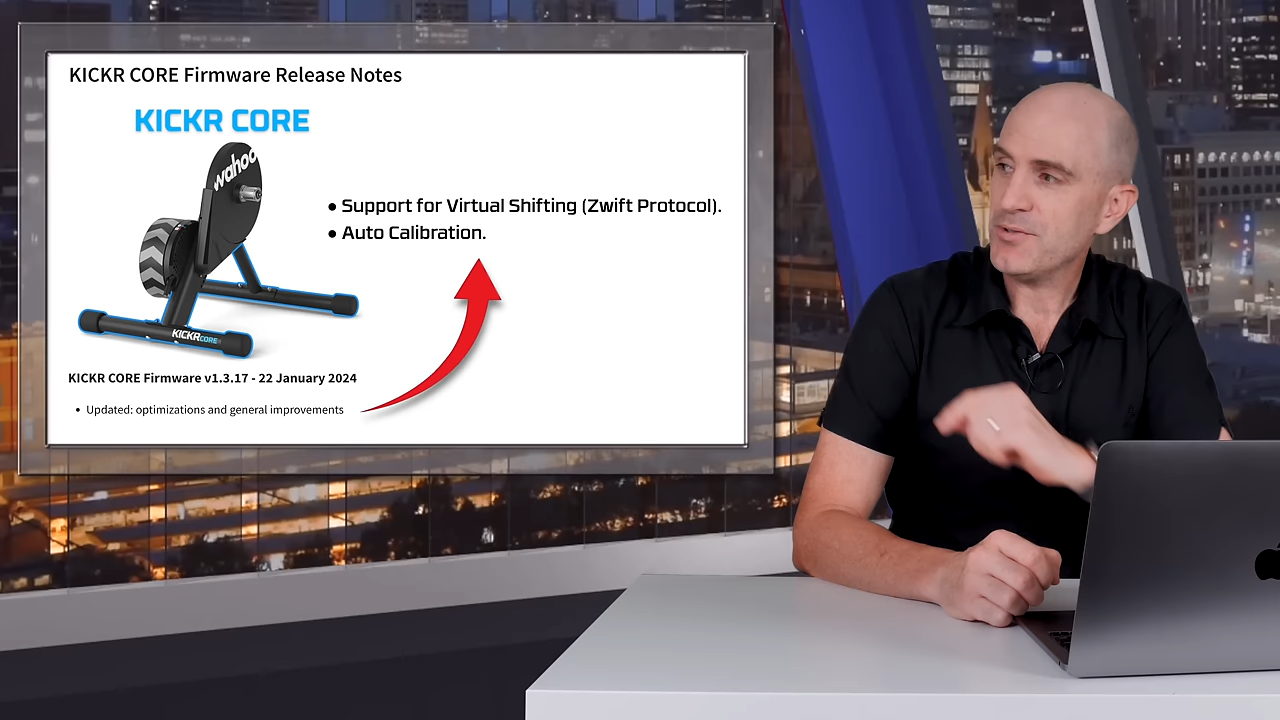 KICKR CORE Firmware Release Notes
KICKR CORE
wahoo
● Support for Virtual Shifting (Zwift Protocol).
● Auto Calibration.
KICKR CORE
KICKR CORE Firmware v1.3.17 - 22 January 2024
• Updated: optimizations and general improvements